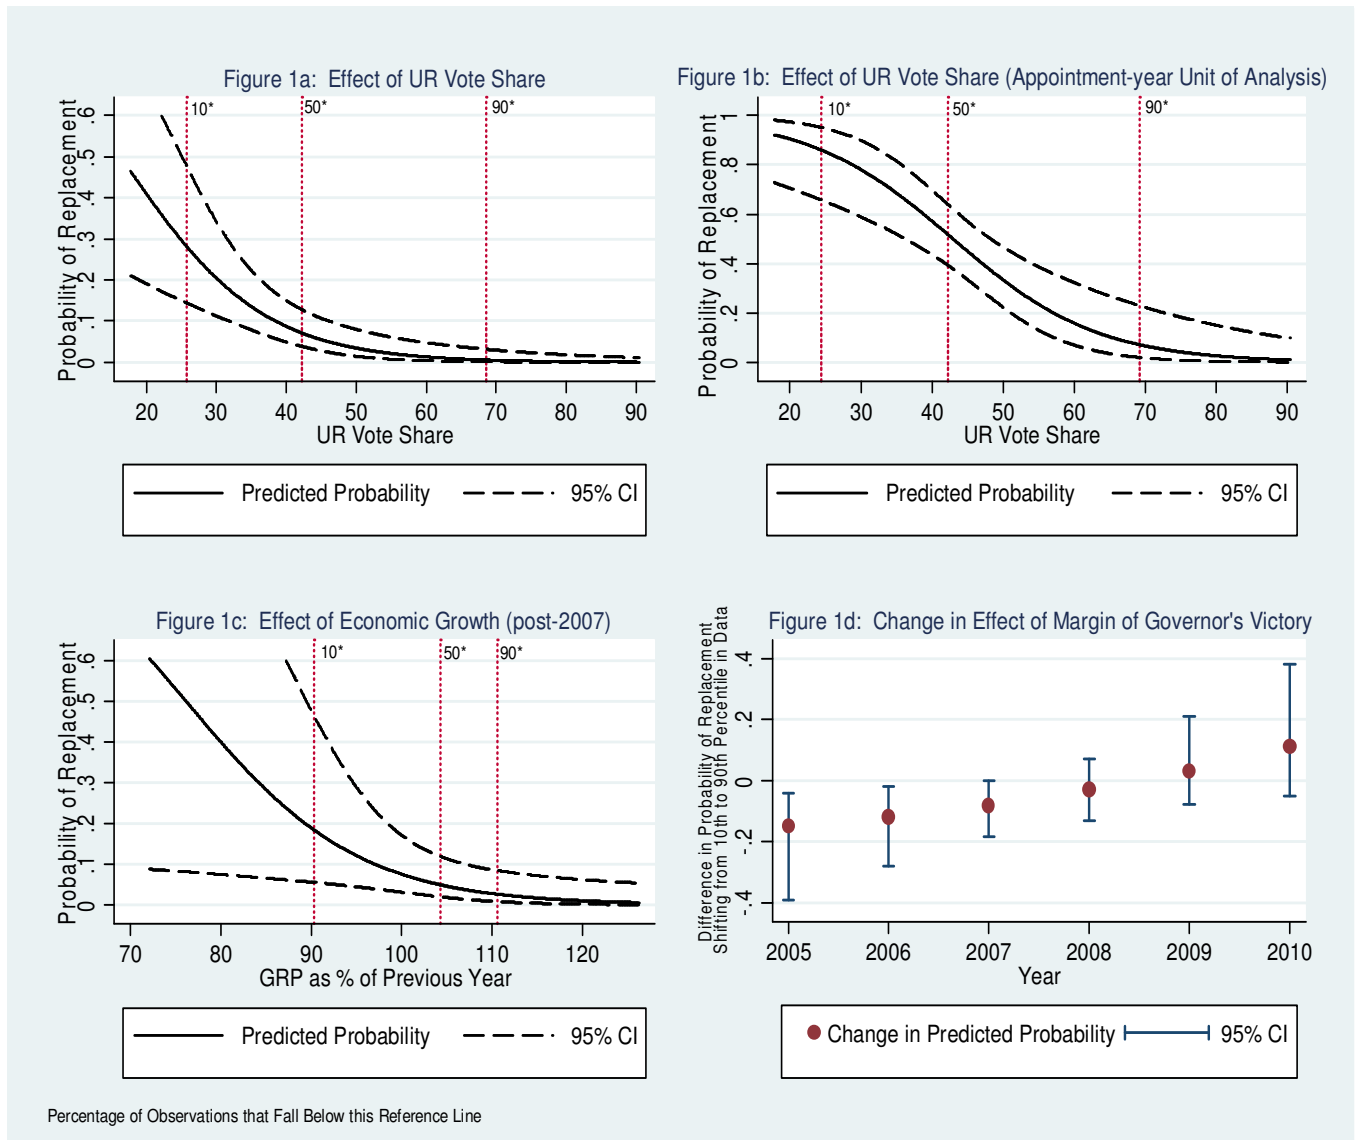 Figure 1a: Effect of UR Vote Share
Probability of Replacement
0 .1 .2 .3 .4 .5 .6
10* 50* 90*
20 30 40 50 60 70 80 90
UR Vote Share
Predicted Probability 95% CI
Figure 1b: Effect of UR Vote Share (Appointment-year Unit of Analysis)
Probability of Replacement
0 .2 .4 .6 .8 1
10* 50* 90*
20 30 40 50 60 70 80 90
UR Vote Share
Predicted Probability 95% CI
Figure 1c: Effect of Economic Growth (post-2007)
Probability of Replacement
0 .1 .2 .3 .4 .5 .6
10* 50* 90*
70 80 90 100 110 120
GRP as % of Previous Year
Predicted Probability 95% CI
Figure 1d: Change in Effect of Margin of Governor's Victory
Difference in Probability of Replacement
Shifting from 10th to 90th Percentile in Data
-.4 -.2 0 .2 .4
2005 2006 2007 2008 2009 2010
Year
Change in Predicted Probability 95% CI
Percentage of Observations that Fall Below this Reference Line